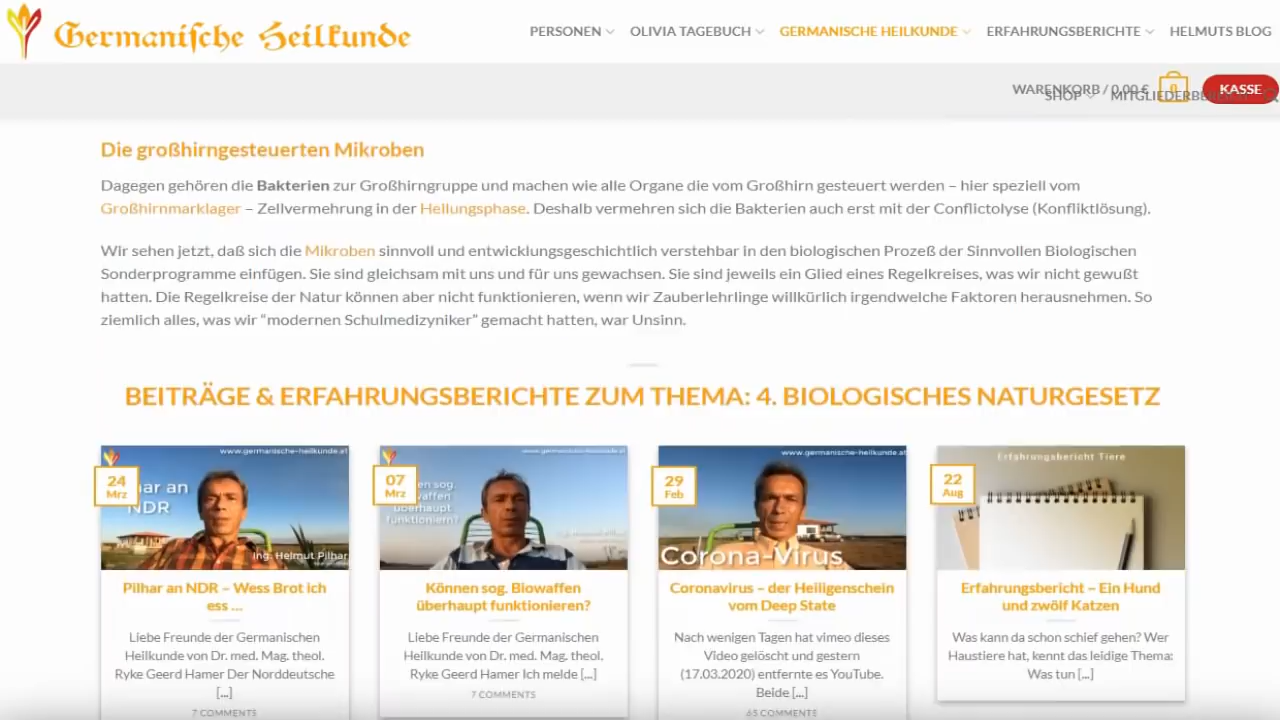 Germanische Heilkunde
PERSONEN OLIVIA TAGEBUCH GERMANISCHE HEILKUNDE ERFAHRUNGSBERICHTE HELMUTS BLOG
WARENKORB / 0,00 € 0 KASSE
SHOP
Die großhirngesteuerten Mikroben
Dagegen gehören die Bakterien zur Großhirngruppe und machen wie alle Organe die vom Großhirn gesteuert werden – hier speziell vom
Großhirnmarklager – Zellvermehrung in der Heilungsphase. Deshalb vermehren sich die Bakterien auch erst mit der Conflictolyse (Konfliktlösung).
Wir sehen jetzt, daß sich die Mikroben sinnvoll und entwicklungsgeschichtlich verstehbar in den biologischen Prozeß der Sinnvollen Biologischen
Sonderprogramme einfügen. Sie sind gleichsam mit uns und für uns gewachsen. Sie sind jeweils ein Glied eines Regelkreises, was wir nicht gewußt
hatten. Die Regelkreise der Natur können aber nicht funktionieren, wenn wir Zauberlehrlinge willkürlich irgendwelche Faktoren herausnehmen. So
ziemlich alles, was wir “modernen Schulmedizyniker” gemacht hatten, war Unsinn.
BEITRÄGE & ERFAHRUNGSBERICHTE ZUM THEMA: 4. BIOLOGISCHES NATURGESETZ
www.germanische-heilkunde.at
24
Mrz
har an
NDR
Ing. Helmut Pilhar
Pilhar an NDR – Wess Brot ich
ess …
Liebe Freunde der Germanischen
Heilkunde von Dr. med. Mag. theol.
Ryke Geerd Hamer Der Norddeutsche
[...]
7 COMMENTS
07
Mrz
en sog.
waffen
überhaupt
funktionieren?
Können sog. Biowaffen
überhaupt funktionieren?
Liebe Freunde der Germanischen
Heilkunde von Dr. med. Mag. theol.
Ryke Geerd Hamer Ich melde [...]
7 COMMENTS
www.germanische-heilkunde.at
29
Feb
Corona-Virus
Coronavirus – der Heiligenschein
vom Deep State
Nach wenigen Tagen hat vimeo dieses
Video gelöscht und gestern
(17.03.2020) entfernte es YouTube.
Beide [...]
65 COMMENTS
Erfahrungsbericht Tiere
22
Aug
Erfahrungsbericht – Ein Hund
und zwölf Katzen
Was kann da schon schief gehen? Wer
Haustiere hat, kennt das leidige Thema:
Was tun [...]